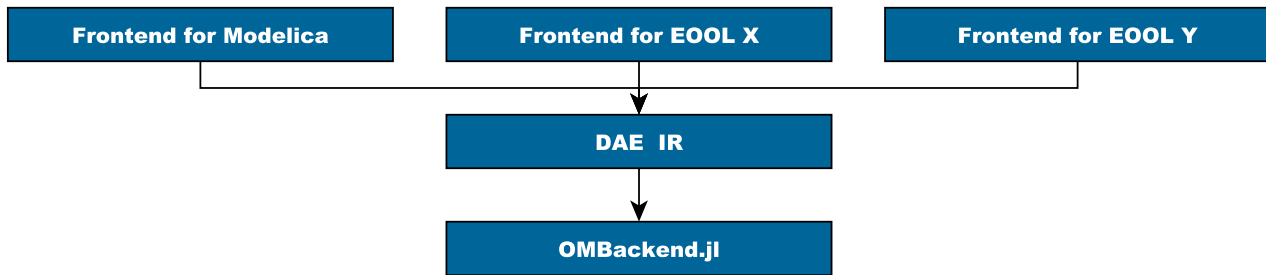 Frontend for Modelica
Frontend for EOOL X
Frontend for EOOL Y
DAE IR
OMBackend.jl